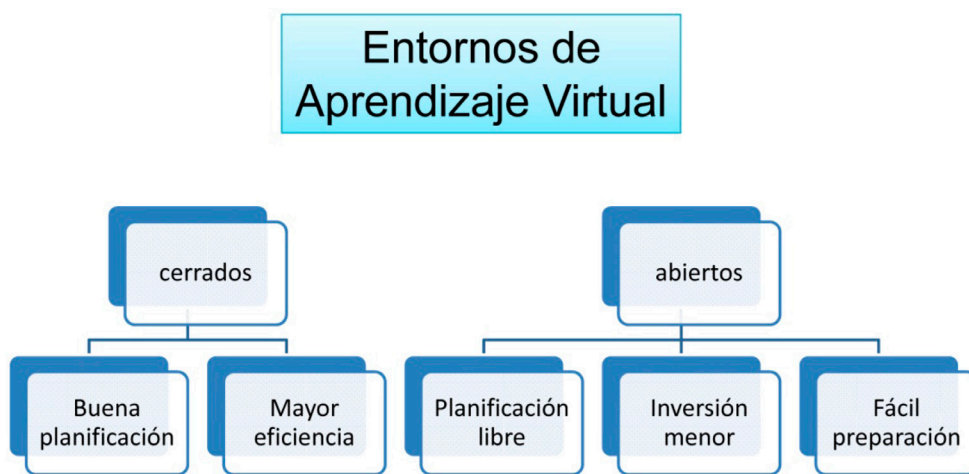 Entornos de
Aprendizaje Virtual
cerrados
abiertos
Buena
planificación
Mayor
eficiencia
Planificación
libre
Inversión
menor
Fácil
preparación